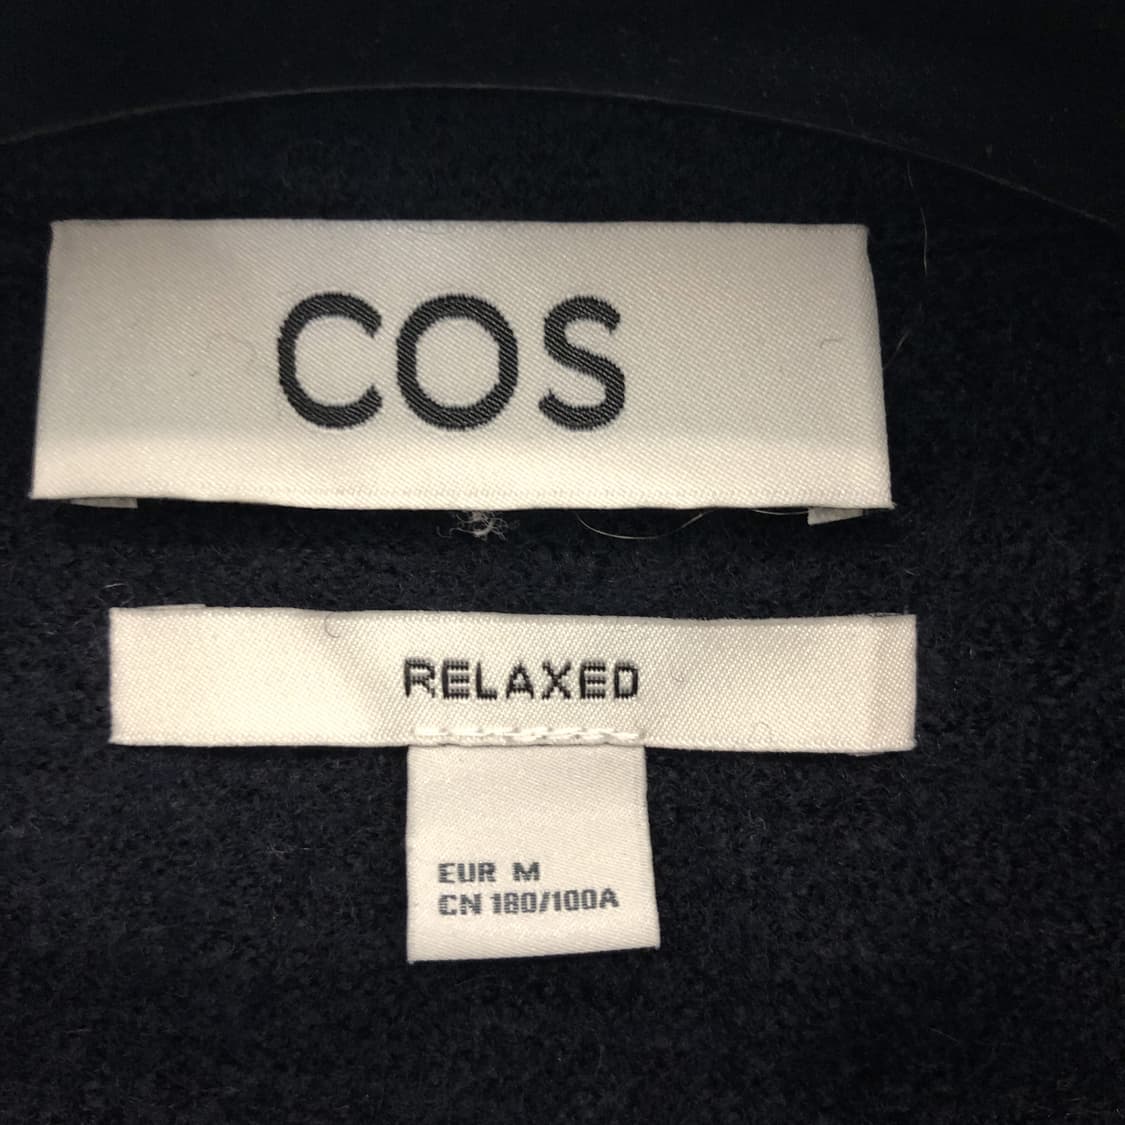 COS
RELAXED
EUR M
CN 180/100A